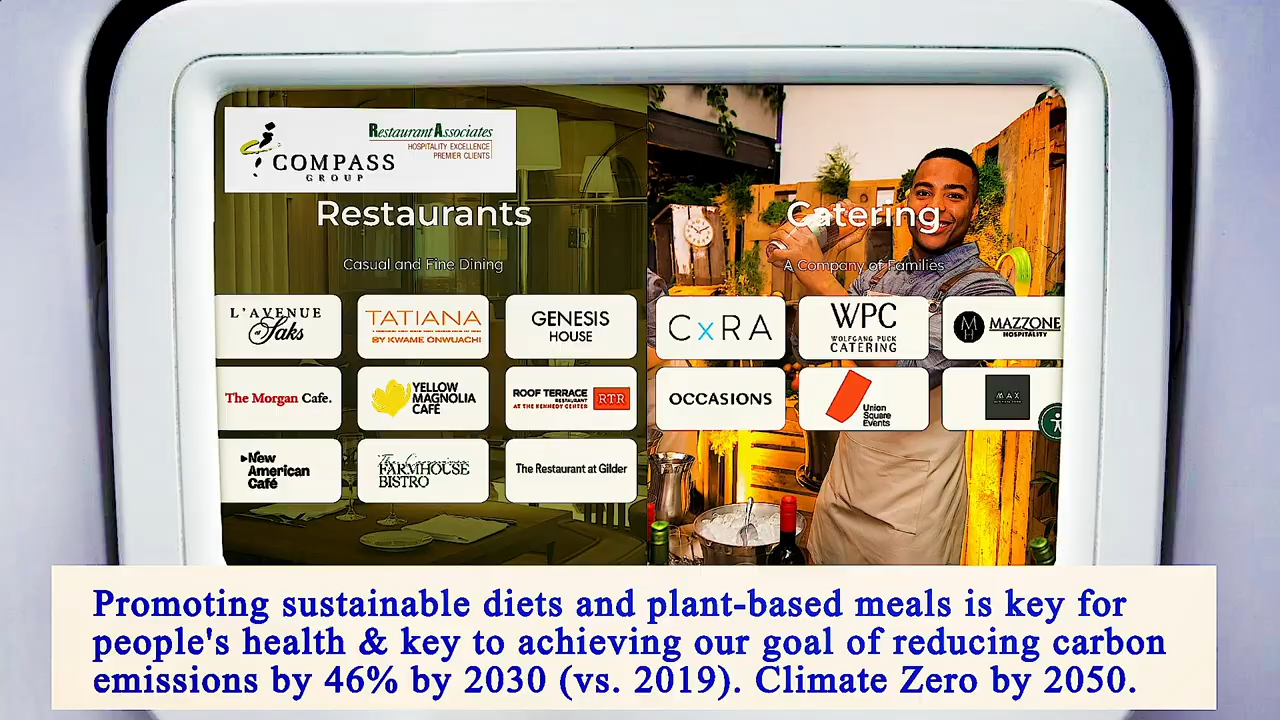 COMPASS
GROUP
Restaurant Associates
HOSPITALITY EXCELLENCE
PREMIER CLIENTS
Restaurants
Casual and Fine Dining
L'AVENUE
Saks
TATIANA
BY KWAME ONWUACHI
GENESIS
HOUSE
The Morgan Cafe.
YELLOW
MAGNOLIA
CAFÉ
ROOF TERRACE
RESTAURANT
AT THE KENNEDY CENTER
RTR
New
American
Café
FARMHOUSE
BISTRO
The Restaurant at Gilder
Catering
A Company of Families
CxRA
WPC
WOLFGANG PUCK
CATERING
MH
MAZZONE
HOSPITALITY
OCCASIONS
Union
Square
Events
MAX
Promoting sustainable diets and plant-based meals is key for
people's health & key to achieving our goal of reducing carbon
emissions by 46% by 2030 (vs. 2019). Climate Zero by 2050.